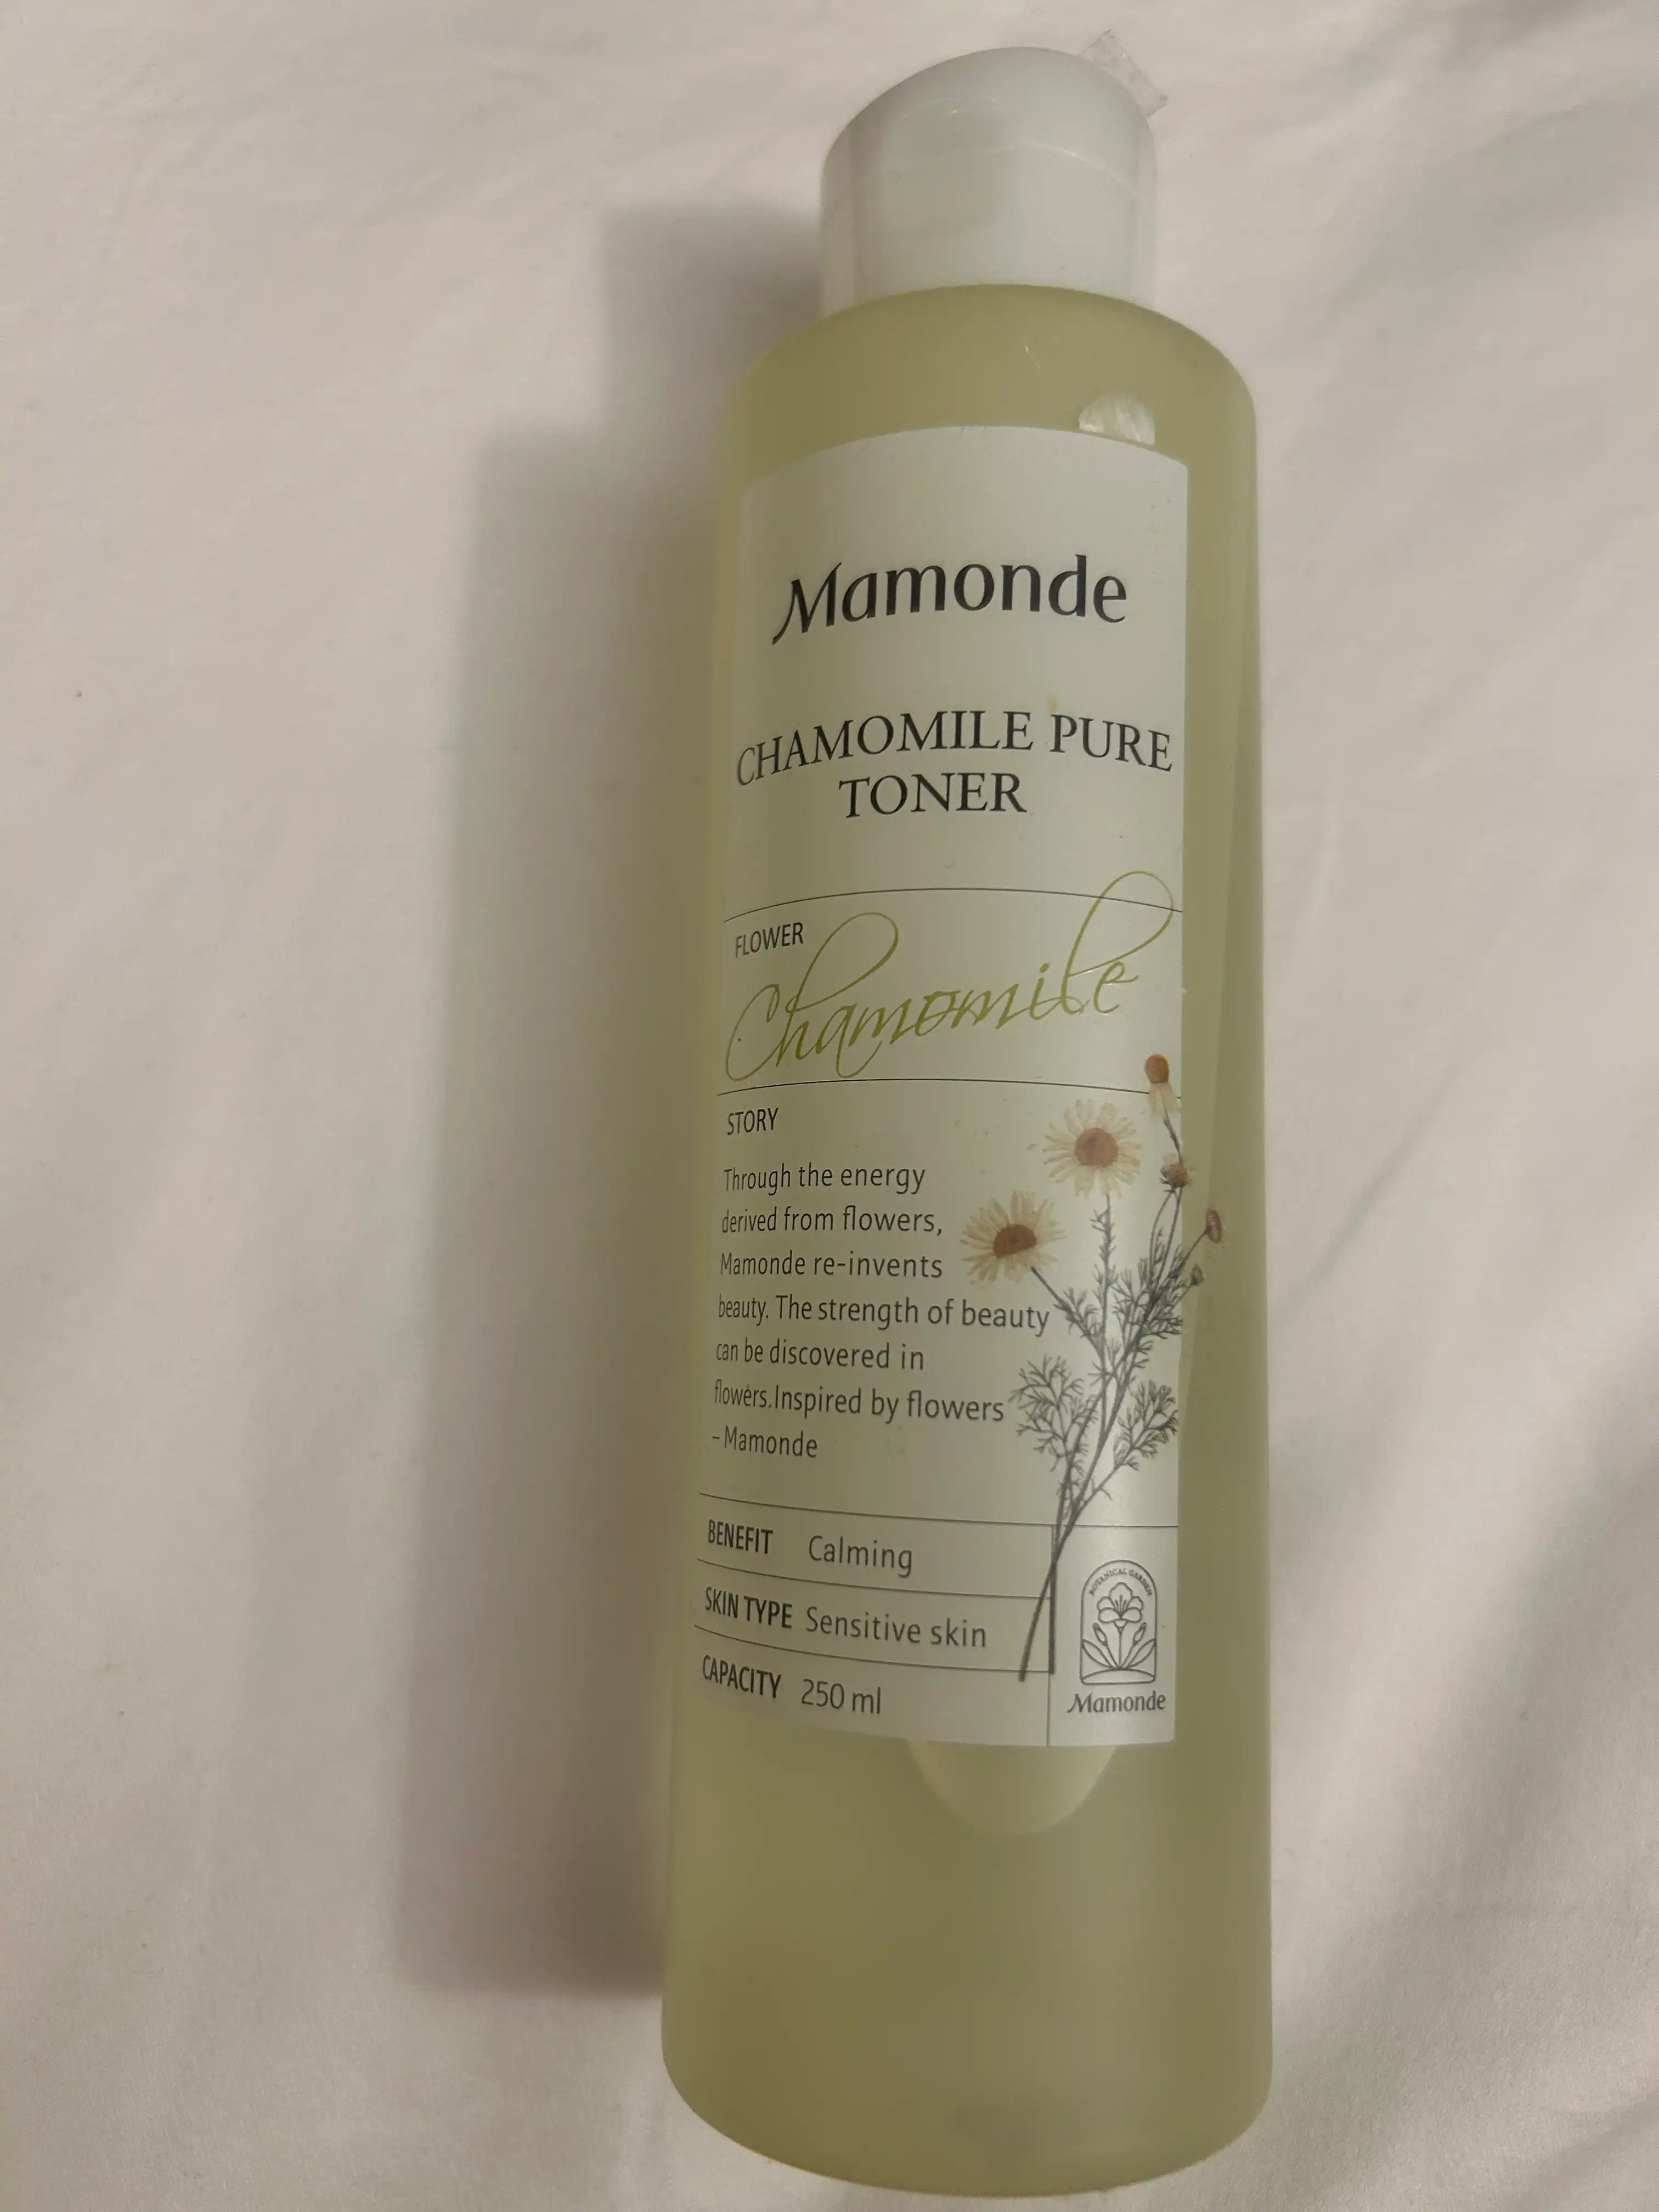 Mamonde
CHAMOMILE PURE
TONER
FLOWER
Chamomile
STORY
Through the energy
derived from flowers,
Mamonde re-invents
beauty. The strength of beauty
can be discovered in
flowers.Inspired by flowers
-Mamonde
BENEFIT Calming
SKIN TYPE Sensitive skin
CAPACITY 250 ml
BOTANICAL GARDEN
Mamonde